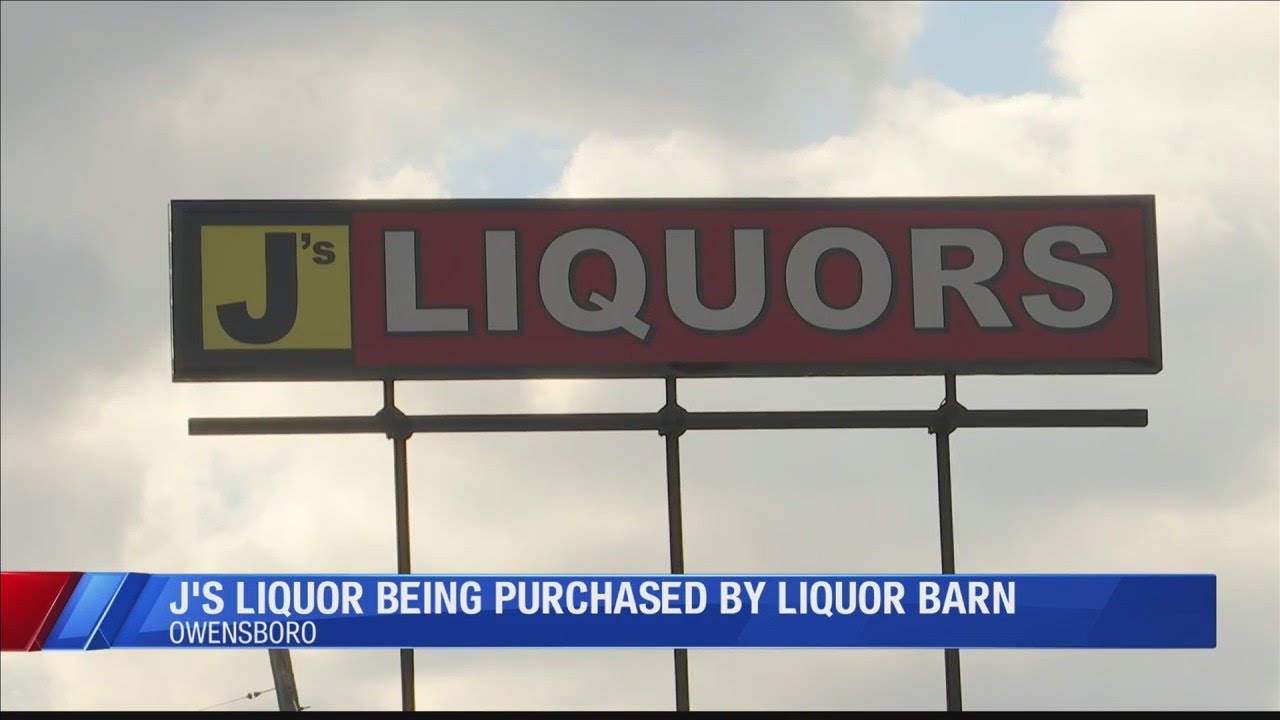 J's LIQUORS
J'S LIQUOR BEING PURCHASED BY LIQUOR BARN
OWENSBORO